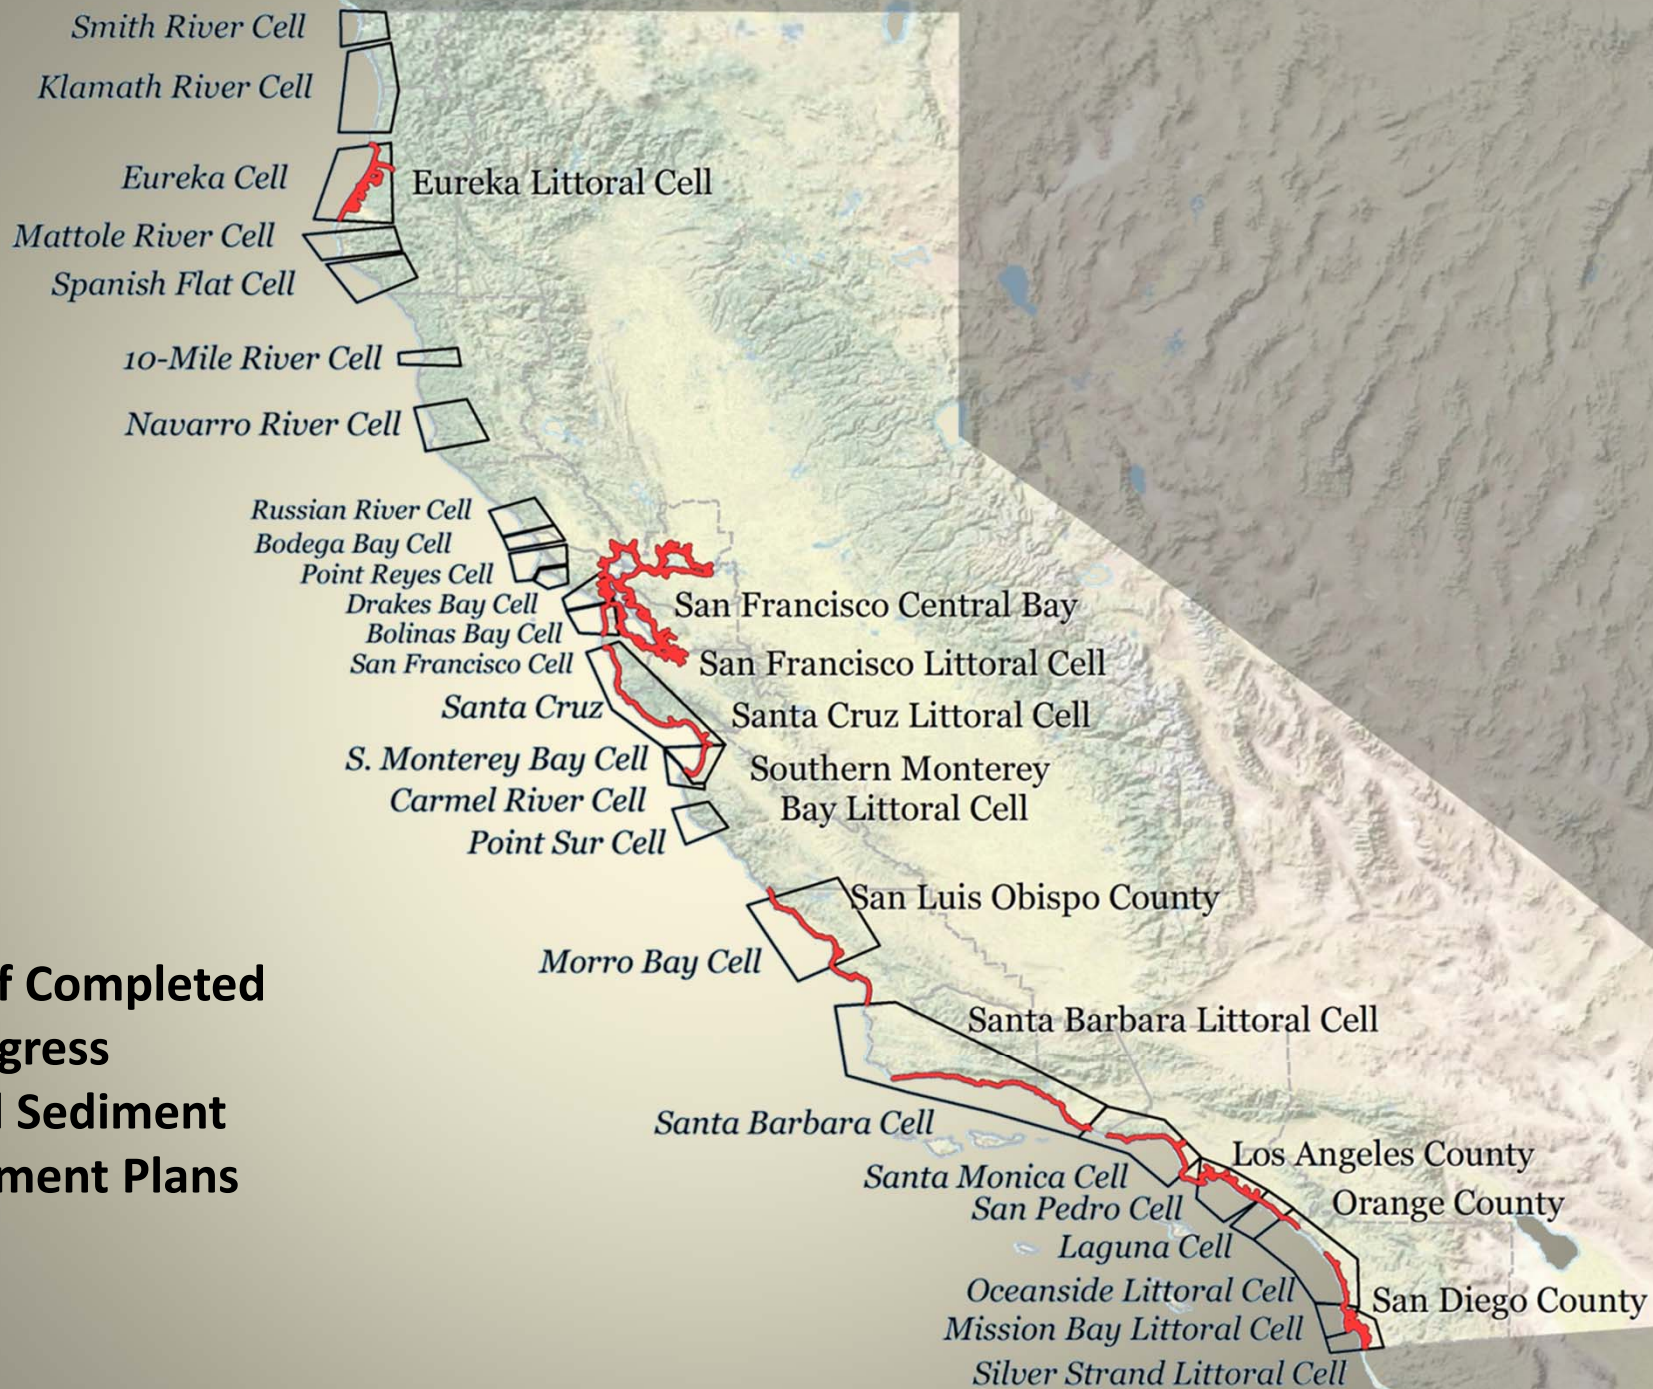 Smith River Cell
Klamath River Cell
Eureka Cell
Eureka Littoral Cell
Mattole River Cell
Spanish Flat Cell
10-Mile River Cell
Navarro River Cell
Russian River Cell
Bodega Bay Cell
Point Reyes Cell
Drakes Bay Cell
San Francisco Central Bay
Bolinas Bay Cell
San Francisco Cell
San Francisco Littoral Cell
Santa Cruz
Santa Cruz Littoral Cell
S. Monterey Bay Cell
Southern Monterey
Bay Littoral Cell
Carmel River Cell
Point Sur Cell
San Luis Obispo County
Morro Bay Cell
f Completed
gress
Sediment
ment Plans
Santa Barbara Littoral Cell
Santa Barbara Cell
Los Angeles County
Santa Monica Cell
Orange County
San Pedro Cell
Laguna Cell
Oceanside Littoral Cell
San Diego County
Mission Bay Littoral Cell
Silver Strand Littoral Cell